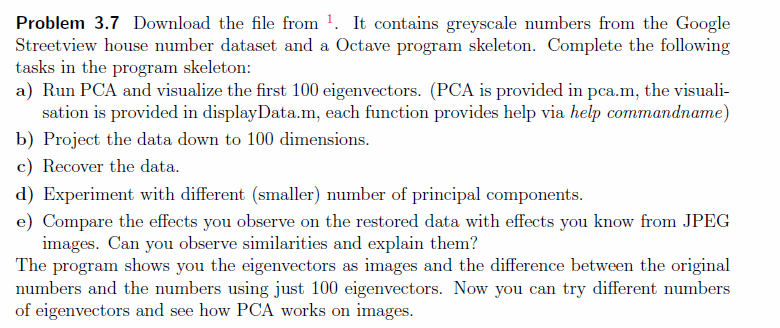 Problem 3.7 Download the file from 1. It contains greyscale numbers from the Google
Streetview house number dataset and a Octave program skeleton. Complete the following
tasks in the program skeleton:
a) Run PCA and visualize the first 100 eigenvectors. (PCA is provided in pca.m, the visuali-
sation is provided in displayData.m, each function provides help via help commandname)
b) Project the data down to 100 dimensions.
c) Recover the data.
d) Experiment with different (smaller) number of principal components.
e) Compare the effects you observe on the restored data with effects you know from JPEG
images. Can you observe similarities and explain them?
The program shows you the eigenvectors as images and the difference between the original
numbers and the numbers using just 100 eigenvectors. Now you can try different numbers
of eigenvectors and see how PCA works on images.